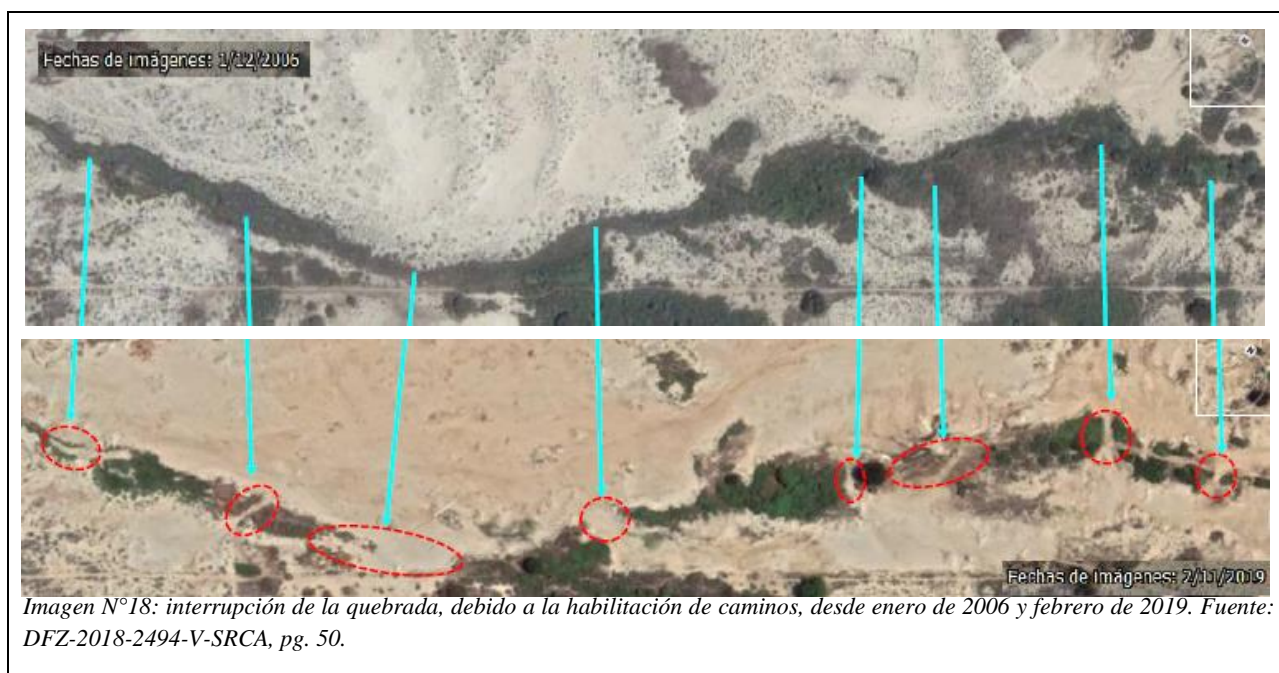 Fechas de Imágenes: 1/12/2006
Fechas de Imágenes: 2/11/2019
Imagen N°18: interrupción de la quebrada, debido a la habilitación de caminos, desde enero de 2006 y febrero de 2019. Fuente:
DFZ-2018-2494-V-SRCA, pg. 50.